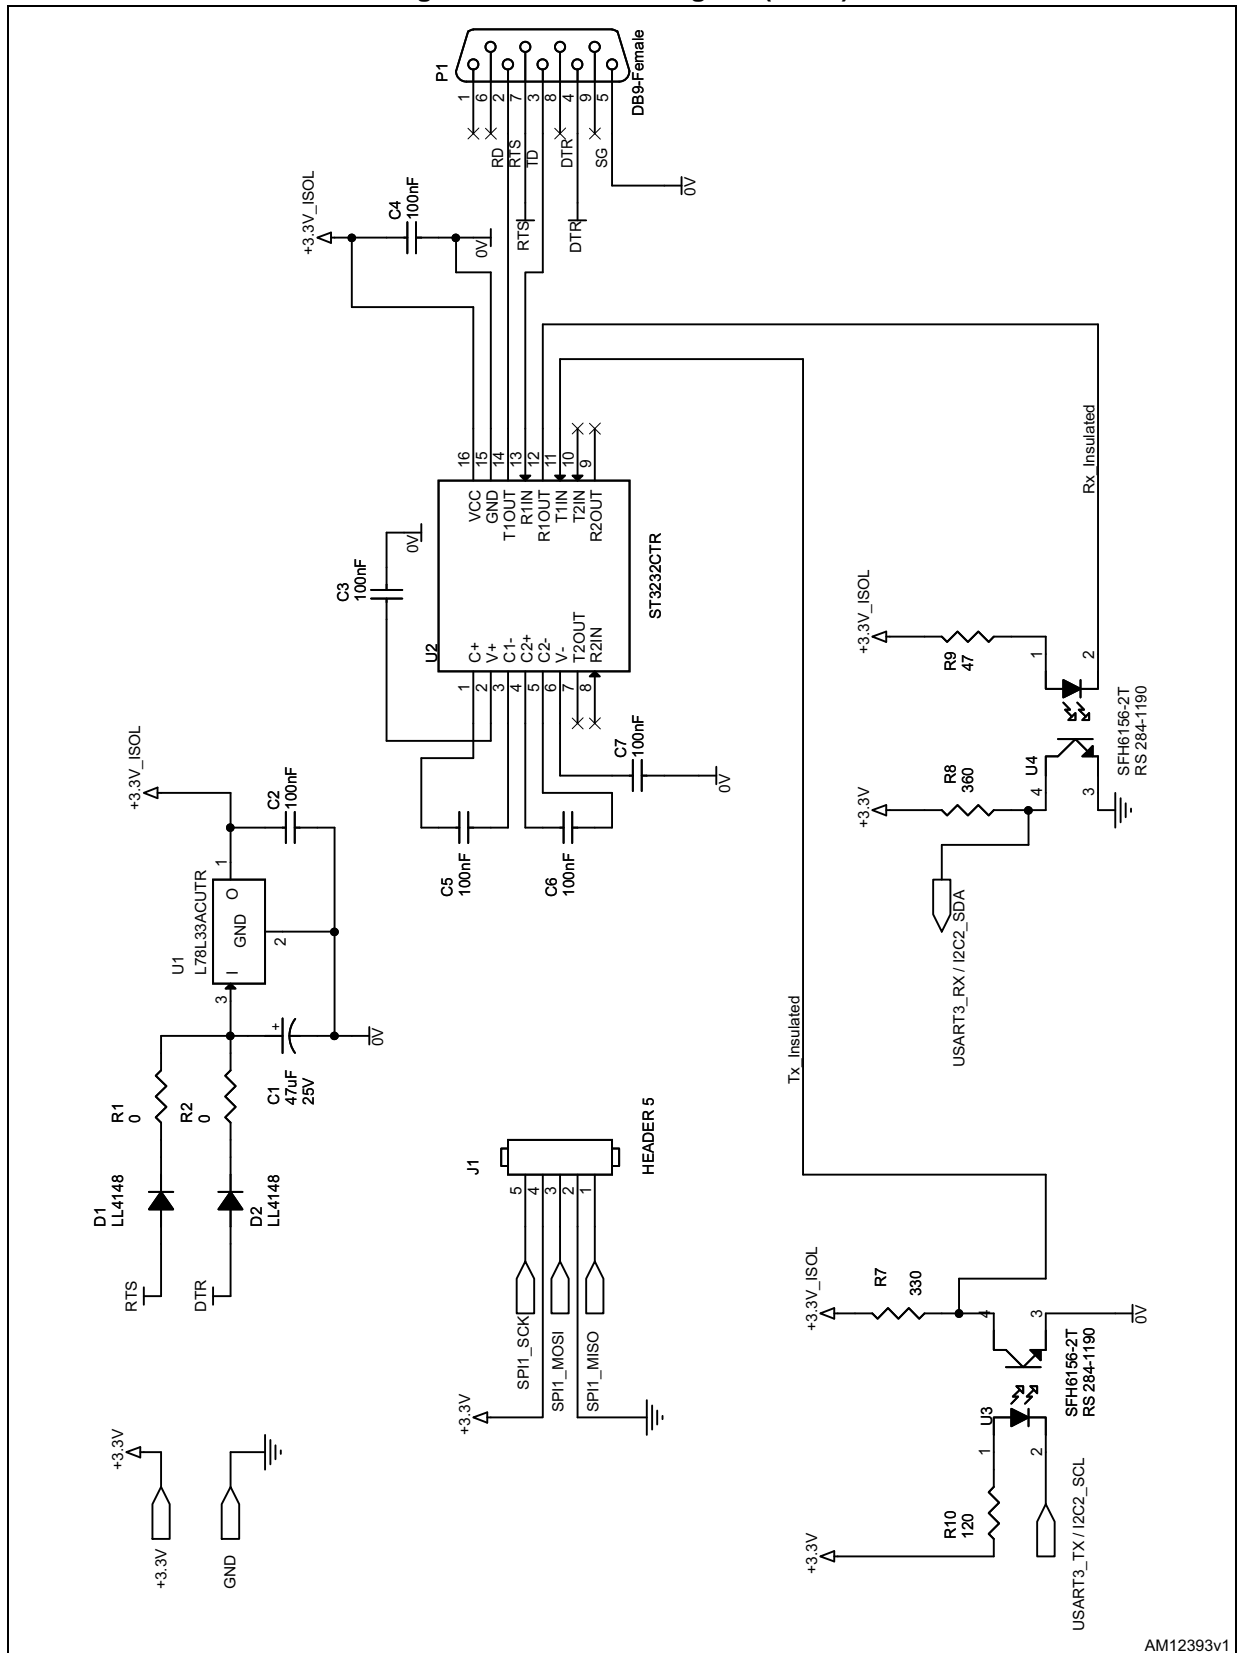 P1
DB9-Female
1
6
2
7
3
8
4
9
5
RD
RTS
TD
DTR
SG
0V
RTS
DTR
+3.3V_ISOL
C4
100nF
0V
16
15
14
13
12
11
10
9
VCC
GND
T1OUT
R1IN
R1OUT
T1IN
T2IN
R2OUT
ST3232CTR
U2
C+
V+
C1-
C2+
C2-
V-
T2OUT
R2IN
1
2
3
4
5
6
7
8
C3
100nF
0V
C7
100nF
0V
C5
100nF
C6
100nF
+3.3V_ISOL
C2
100nF
1
U1
L78L33ACUTR
O
GND
I
2
3
0V
C1
+
47uF
25V
R1
0
R2
0
D1
LL4148
D2
LL4148
RTS
DTR
+3.3V
+3.3V
GND
J1
HEADER 5
5
4
3
2
1
SPI1_SCK
SPI1_MOSI
SPI1_MISO
+3.3V
Rx_Insulated
+3.3V_ISOL
R9
47
1
2
SFH6156-2T
RS 284-1190
U4
+3.3V
R8
360
4
3
USART3_RX / I2C2_SDA
Tx_Insulated
+3.3V_ISOL
R7
330
4
3
0V
SFH6156-2T
RS 284-1190
U3
1
2
R10
120
+3.3V
USART3_TX / I2C2_SCL
AM12393v1